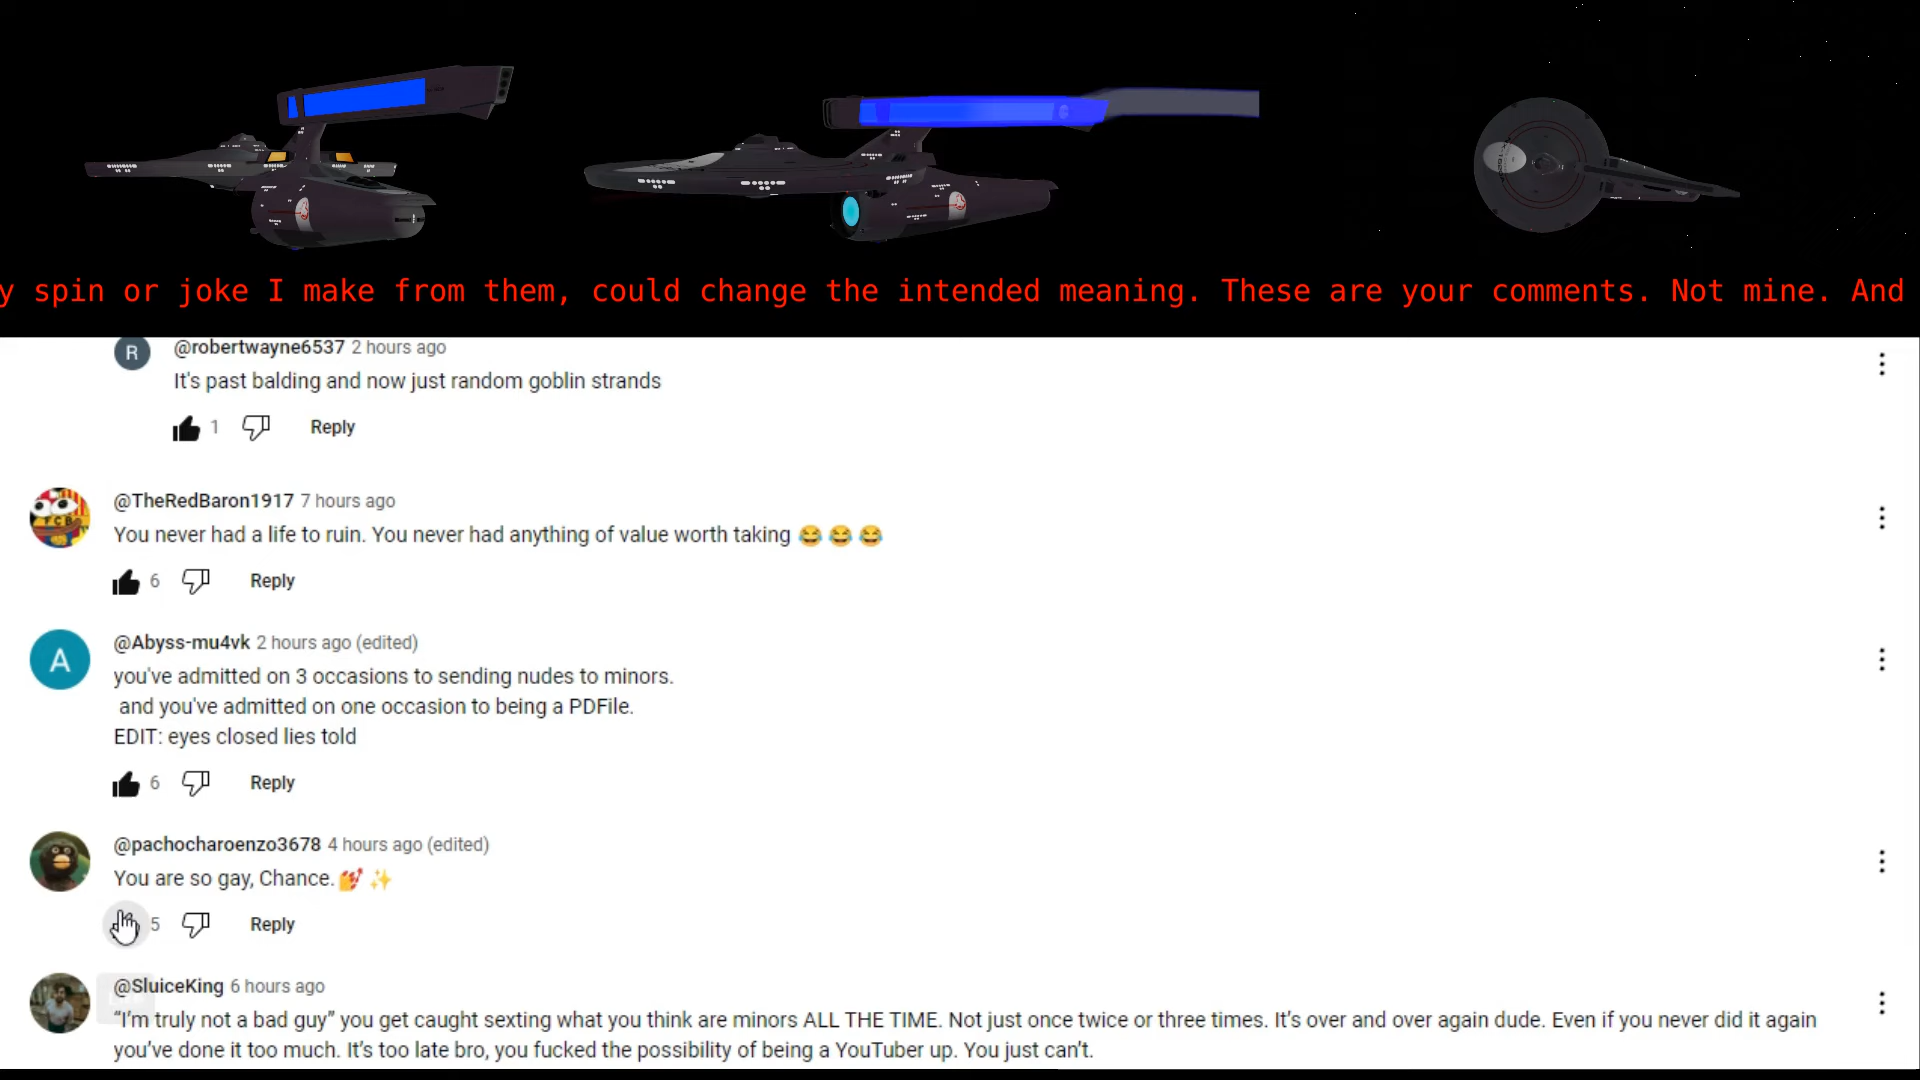 y spin or joke I make from them, could change the intended meaning. These are your comments. Not mine. And
R
@robertwayne6537 2 hours ago
It's past balding and now just random goblin strands
1 Reply
@TheRedBaron1917 7 hours ago
You never had a life to ruin. You never had anything of value worth taking 😂 😂 😂
6 Reply
A
@Abyss-mu4vk 2 hours ago (edited)
you've admitted on 3 occasions to sending nudes to minors.
and you've admitted on one occasion to being a PDFile.
EDIT: eyes closed lies told
6 Reply
@pachocharoenzo3678 4 hours ago (edited)
You are so gay, Chance. 💅 ✨
5 Reply
@SluiceKing 6 hours ago
“I’m truly not a bad guy” you get caught sexting what you think are minors ALL THE TIME. Not just once twice or three times. It’s over and over again dude. Even if you never did it again
you’ve done it too much. It’s too late bro, you fucked the possibility of being a YouTuber up. You just can’t.